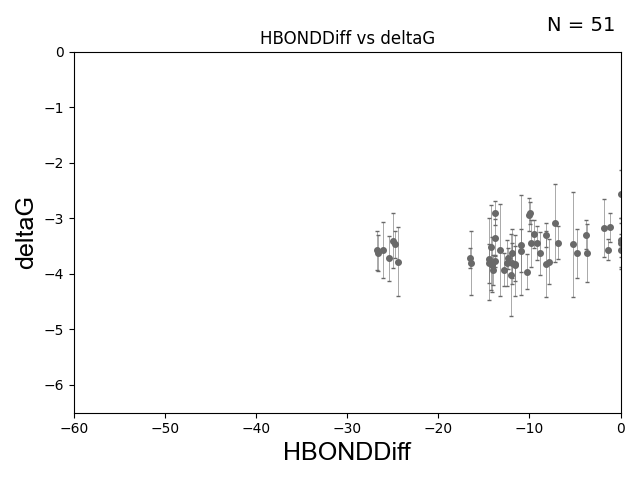 N = 51
HBONDDiff vs deltaG
0
−1
−2
−3
−4
−5
−6
deltaG
−60 −50 −40 −30 −20 −10 0
HBONDDiff